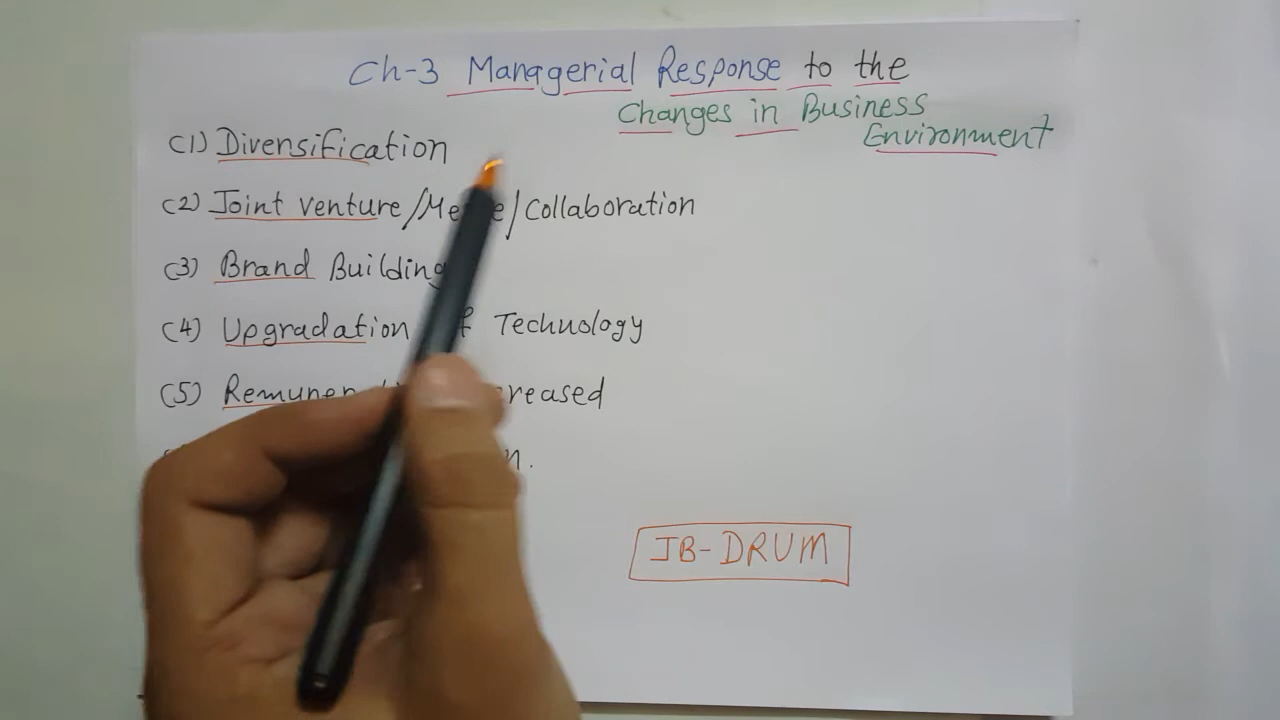 Ch-3 Managerial Response to the
Changes in Business
Environment
(1) Diversification
(2) Joint venture / / Collaboration
(3) Brand Building
(4) Upgradation Technology
(5)
JB-DRUM